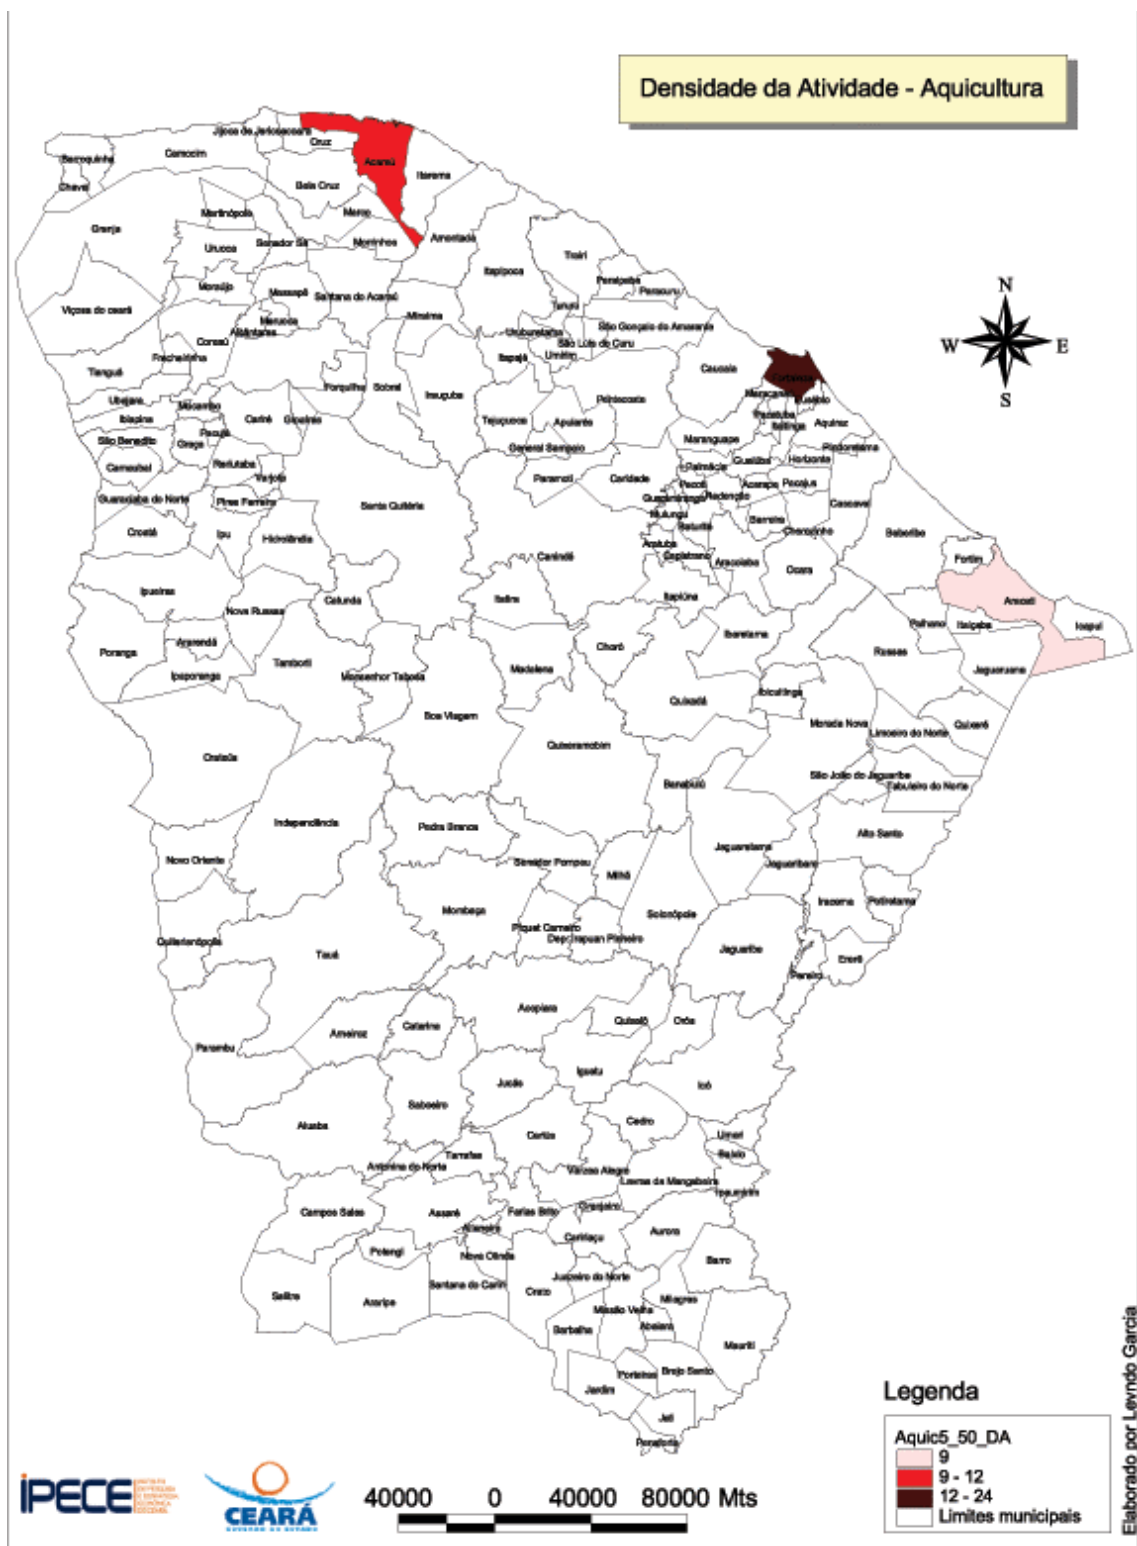 Densidade da Atividade - Aquicultura
Jijoca de Jericoacoara
Cruz
Barroquinha
Camocim
Acaraú
Itarema
Chaval
Bela Cruz
Martinópole
Marco
Granja
Uruoca
Senador Sá
Morrinhos
Amontada
Trairi
Itapipoca
N
Moraújo
Massapê
Santana do Acaraú
Paraipaba
Paracuru
Viçosa do ceará
Miraíma
Tururu
Meruoca
Alcântaras
Uruburetama
São Gonçalo do Amarante
Coreaú
São Luís do Curu
W
E
Frecheirinha
Itapajé
Umirim
Tianguá
Forquilha
Sobral
Irauçuba
Caucaia
Fortaleza
Ubajara
Mucambo
Pentecoste
Maracanaú
Eusébio
S
Ibiapina
Cariré
Groaíras
Tejuçuoca
Apuiarés
Pacatuba
Itaitinga
Aquiraz
São Benedito
Graça
Pacujá
General Sampaio
Maranguape
Pindoretama
Carnaubal
Reriutaba
Varjota
Paramoti
Caridade
Palmácia
Guaiúba
Horizonte
Pacoti
Acarape
Pacajus
Guaraciaba do Norte
Pires Ferreira
Santa Quitéria
Guaramiranga
Redenção
Cascavel
Croatá
Ipu
Hidrolândia
Mulungu
Baturité
Barreira
Chorozinho
Beberibe
Aratuba
Capistrano
Aracoiaba
Canindé
Ocara
Fortim
Ipueiras
Catunda
Itatira
Itapiúna
Aracati
Nova Russas
Palhano
Itaiçaba
Icapuí
Poranga
Ararendá
Choró
Ibaretama
Russas
Tamboril
Madalena
Jaguaruana
Ipaporanga
Monsenhor Tabosa
Quixadá
Ibicuitinga
Boa Viagem
Morada Nova
Limoeiro do Norte
Quixeré
Crateús
Quixeramobim
São João do Jaguaribe
Banabuiú
Tabuleiro do Norte
Independência
Pedra Branca
Alto Santo
Novo Oriente
Senador Pompeu
Milhã
Jaguaretama
Jaguaribara
Mombaça
Solonópole
Iracema
Potiretama
Piquet Carneiro
Quiterianópolis
Tauá
Dep. Irapuan Pinheiro
Jaguaribe
Ererê
Pereiro
Acopiara
Quixelô
Orós
Parambu
Arneiroz
Catarina
Iguatu
Icó
Jucás
Aiuaba
Saboeiro
Cedro
Cariús
Umari
Baixio
Antonina do Norte
Tarrafas
Várzea Alegre
Lavras da Mangabeira
Ipaumirim
Campos Sales
Assaré
Farias Brito
Granjeiro
Altaneira
Caririaçu
Aurora
Potengi
Nova Olinda
Barro
Salitre
Araripe
Santana do Cariri
Crato
Juazeiro do Norte
Missão Velha
Milagres
Barbalha
Abaiara
Mauriti
Jardim
Porteiras
Brejo Santo
Jati
Penaforte
Legenda
Aquic5_50_DA
9
9 - 12
12 - 24
Limites municipais
Elaborado por Levndo Garcia
IPECE
CEARÁ
GOVERNO DO ESTADO
40000 0 40000 80000 Mts